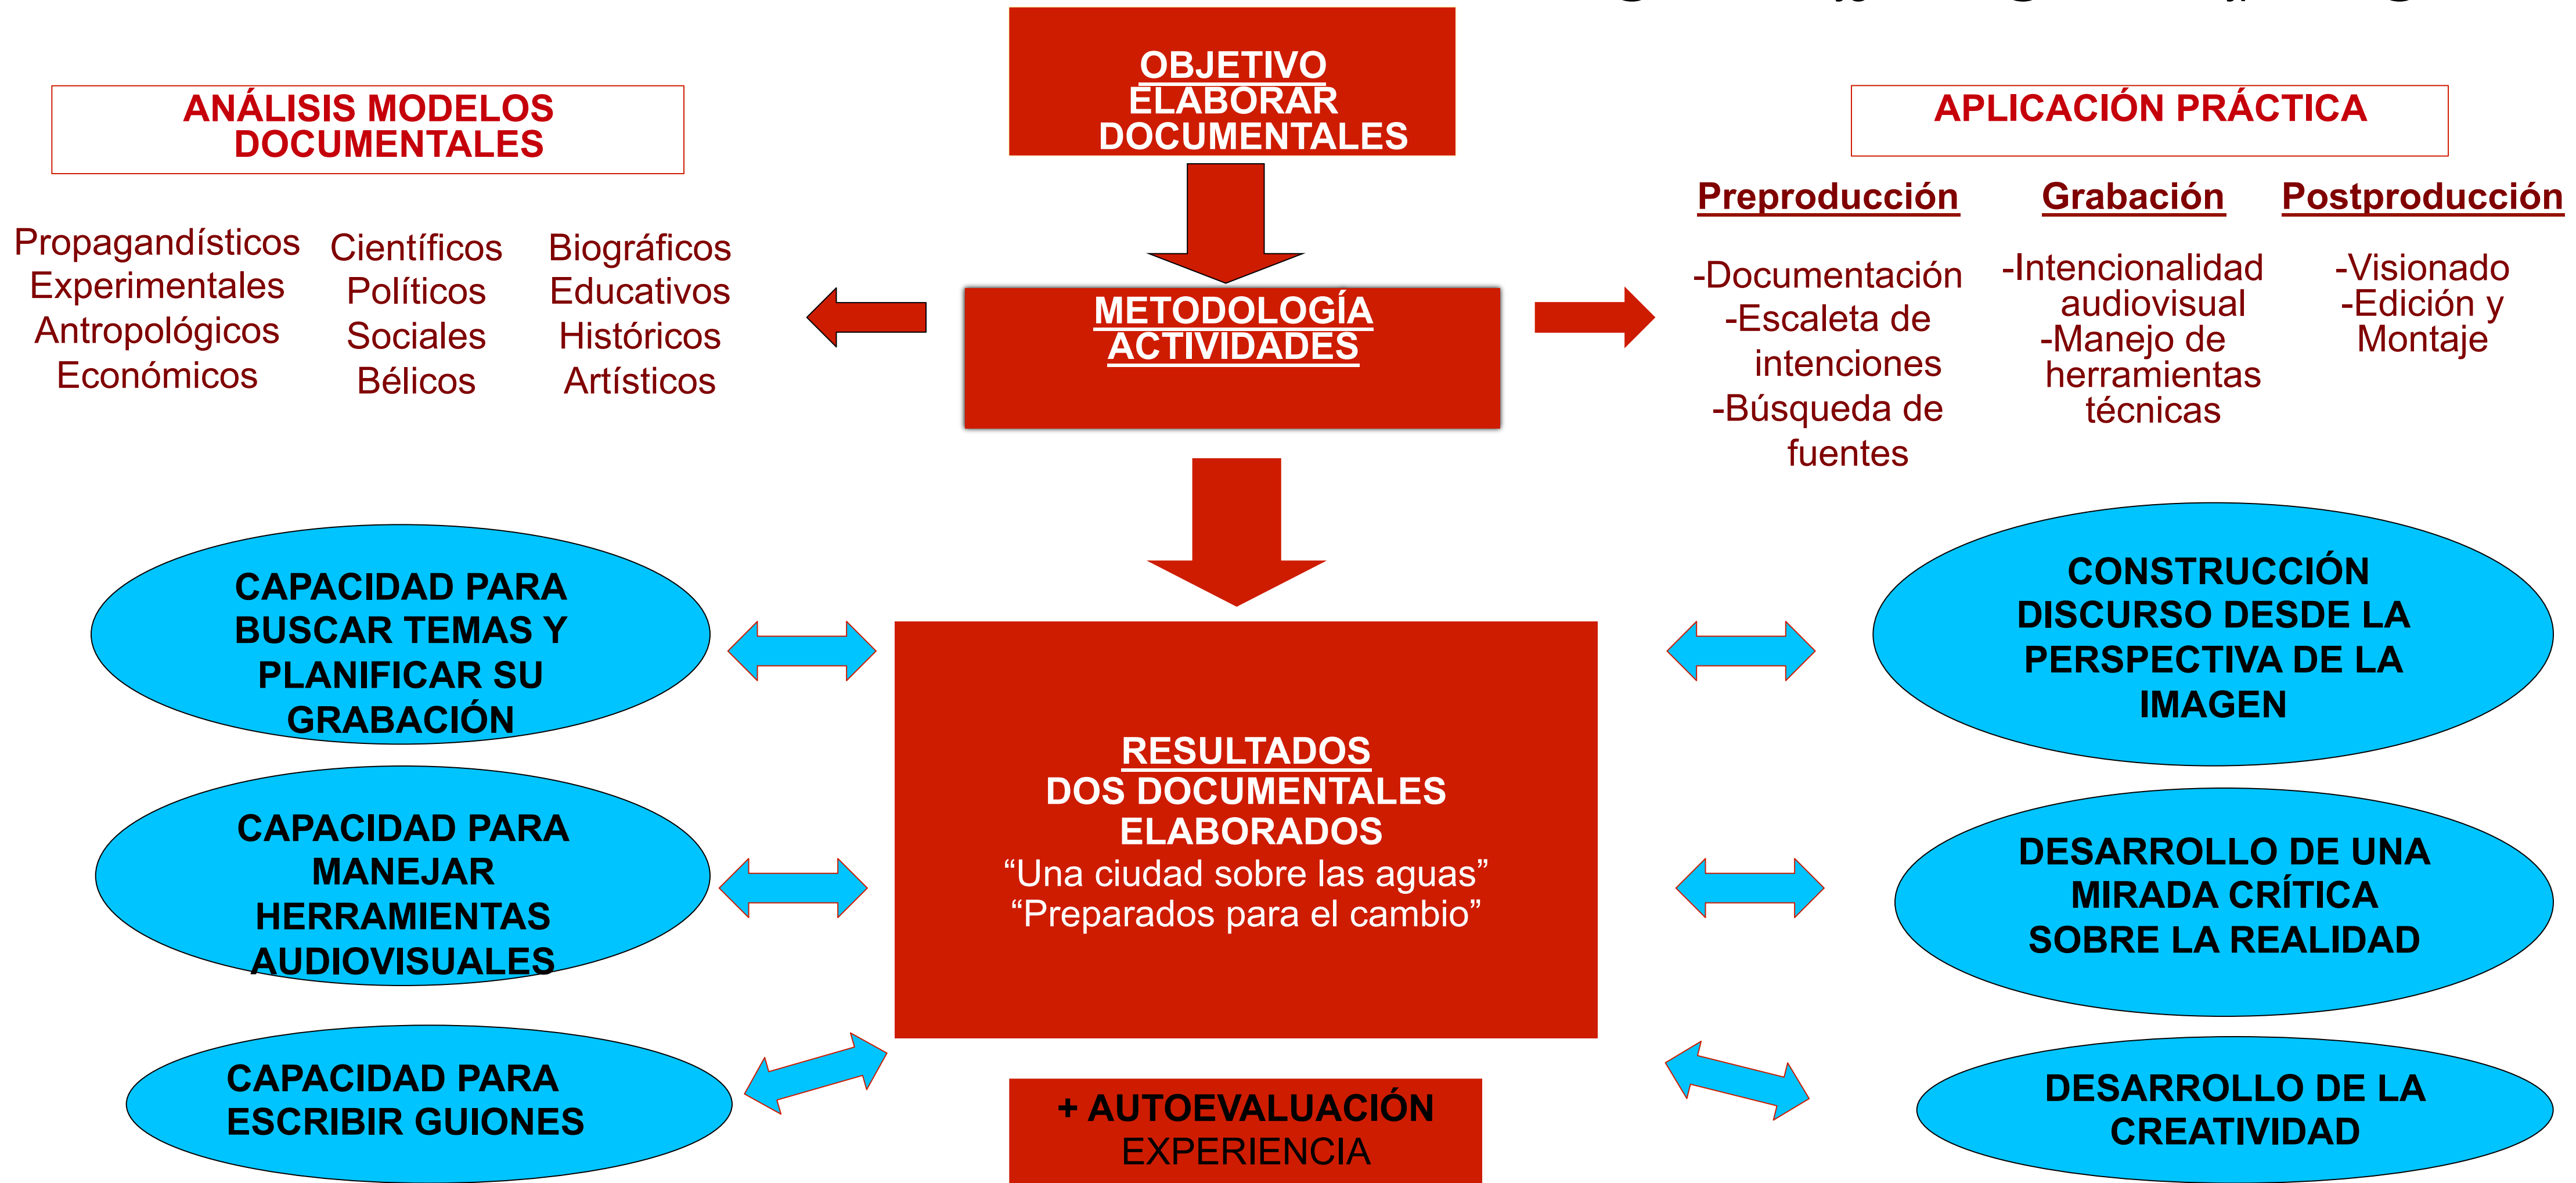 OBJETIVO
ELABORAR
DOCUMENTALES
ANÁLISIS MODELOS
DOCUMENTALES
Propagandísticos
Experimentales
Antropológicos
Económicos
Científicos
Políticos
Sociales
Bélicos
Biográficos
Educativos
Históricos
Artísticos
METODOLOGÍA
ACTIVIDADES
APLICACIÓN PRÁCTICA
Preproducción
-Documentación
-Escaleta de
intenciones
-Búsqueda de
fuentes
Grabación
-Intencionalidad
audiovisual
-Manejo de
herramientas
técnicas
Postproducción
-Visionado
-Edición y
Montaje
CAPACIDAD PARA
BUSCAR TEMAS Y
PLANIFICAR SU
GRABACIÓN
CAPACIDAD PARA
MANEJAR
HERRAMIENTAS
AUDIOVISUALES
CAPACIDAD PARA
ESCRIBIR GUIONES
RESULTADOS
DOS DOCUMENTALES
ELABORADOS
“Una ciudad sobre las aguas”
“Preparados para el cambio”
+ AUTOEVALUACIÓN
EXPERIENCIA
CONSTRUCCIÓN
DISCURSO DESDE LA
PERSPECTIVA DE LA
IMAGEN
DESARROLLO DE UNA
MIRADA CRÍTICA
SOBRE LA REALIDAD
DESARROLLO DE LA
CREATIVIDAD